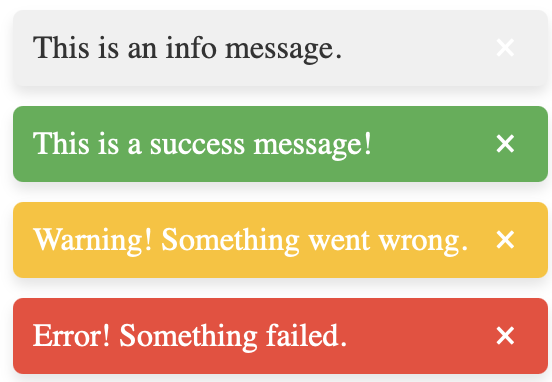 This is an info message. ×
This is a success message! ×
Warning! Something went wrong. ×
Error! Something failed. ×